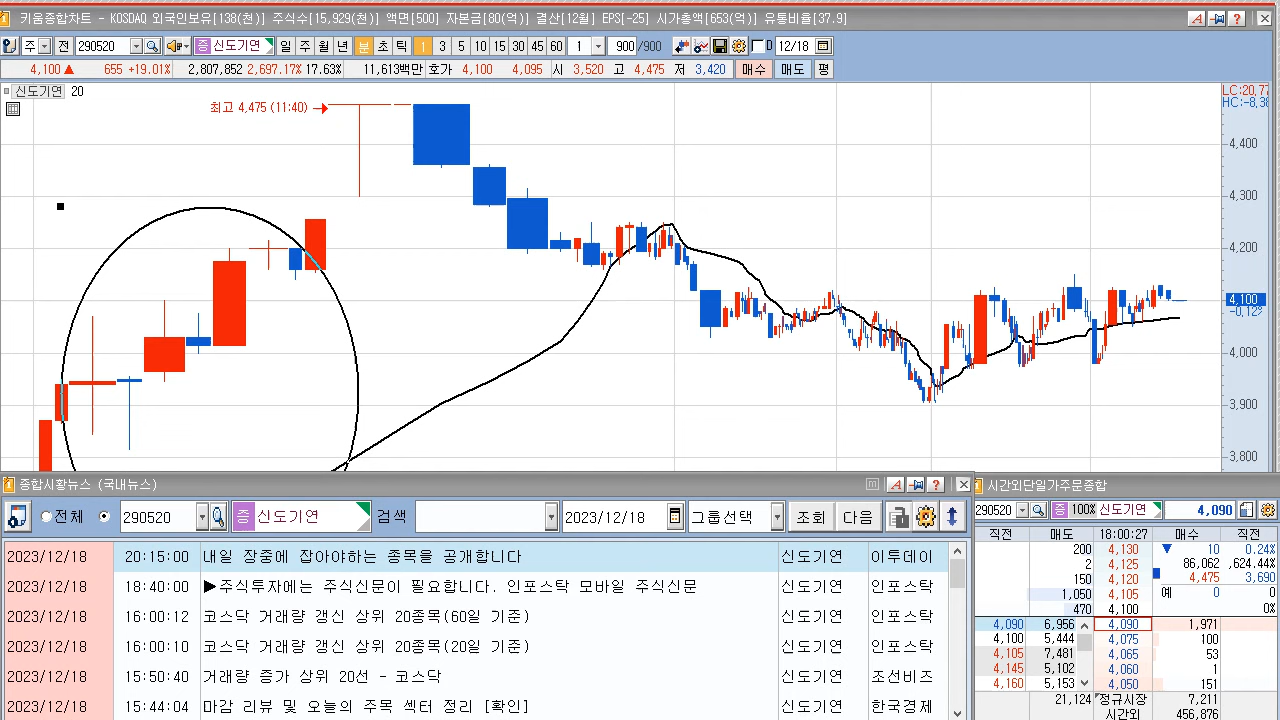 키움종합차트 - KOSDAQ 외국인보유[138(천)] 주식수[15,929(천)] 액면[500] 자본금[80(억)] 결산[12월] EPS[-25] 시가총액[653(억)] 유통비율[37.9]
주 전 290520 증 신도기연 일 주 월 년 분 초 틱 1 3 5 10 15 30 45 60 1 900 /900 D 12/18
4,100 ▲ 655 +19.01% 2,807,852 2,697.17% 17.63% 11,613백만 호가 4,100 4,095 시 3,520 고 4,475 저 3,420 매수 매도 평
신도기연 20
LC:20,77
HC:-8,38
최고 4,475 (11:40) →
4,400
4,300
4,200
4,100
-0,12%
4,000
3,900
3,800
종합시황뉴스 (국내뉴스)
전체 290520 증 신도기연 검색 2023/12/18 그룹선택 조회 다음
2023/12/18 20:15:00 내일 장중에 잡아야하는 종목을 공개합니다 신도기연 이투데이
2023/12/18 18:40:00 ▶주식투자에는 주식신문이 필요합니다. 인포스탁 모바일 주식신문 신도기연 인포스탁
2023/12/18 16:00:12 코스닥 거래량 갱신 상위 20종목(60일 기준) 신도기연 인포스탁
2023/12/18 16:00:10 코스닥 거래량 갱신 상위 20종목(20일 기준) 신도기연 인포스탁
2023/12/18 15:50:40 거래량 증가 상위 20선 - 코스닥 신도기연 조선비즈
2023/12/18 15:44:04 마감 리뷰 및 오늘의 주목 섹터 정리 [확인] 신도기연 한국경제
시간외단일가주문종합
290520 증 100% 신도기연 4,090
직전 매도 18:00:27 매수 직전
200 4,130 ▼ 10 0.24%
2 4,125 86,062 ,624.44%
150 4,120 4,475 3,690
1,050 4,105 예 0 0
470 4,100 0%
4,090 6,956 4,090 1,971
4,100 5,444 4,075 100
4,105 7,481 4,065 53
4,145 5,102 4,060 1
4,160 5,153 4,050 151
21,124 정규시장 7,211
시간외 456,076